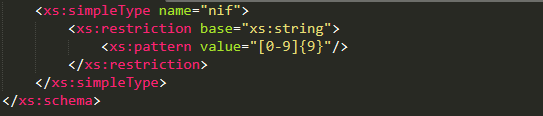 <xs:simpleType name="nif">
<xs:restriction base="xs:string">
<xs:pattern value="[0-9]{9}"/>
</xs:restriction>
</xs:simpleType>
</xs:schema>